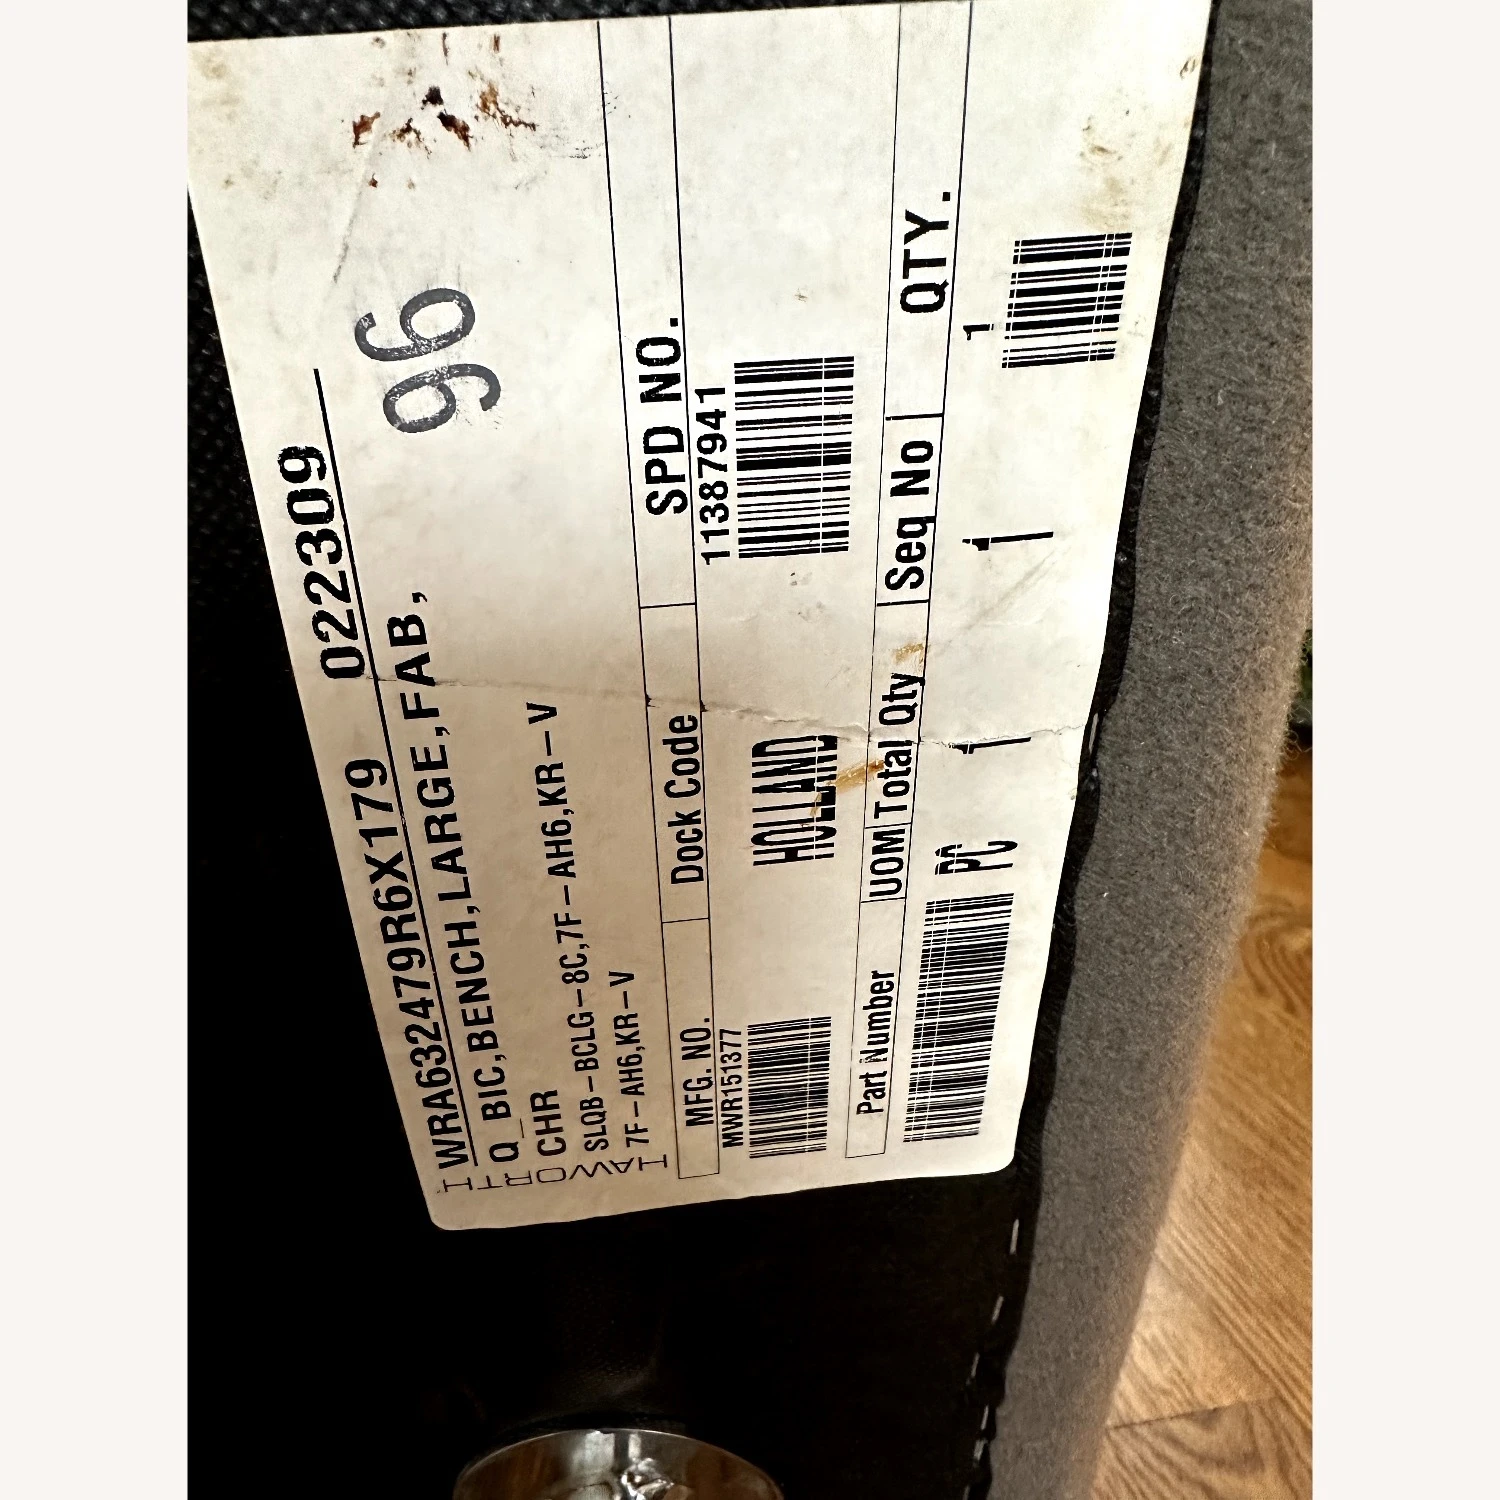 WRA632479R6X179 022309
Q_BIC,BENCH,LARGE,FAB,
96
CHR
SLQB-BCLG-8C,7F-AH6,KR-V
7F-AH6,KR-V
HAWORTH
MFG. NO. Dock Code SPD NO.
MWR151377 HOLLAND 11387941
HOLLAND
Part Number UOM Total Qty Seq No QTY.
PC 1 1 1
PC